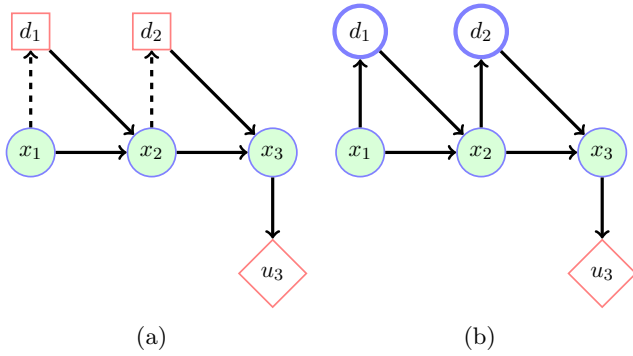 d₁ d₂ d₁ d₂
x₁ x₂ x₃ x₁ x₂ x₃
u₃ u₃
(a) (b)